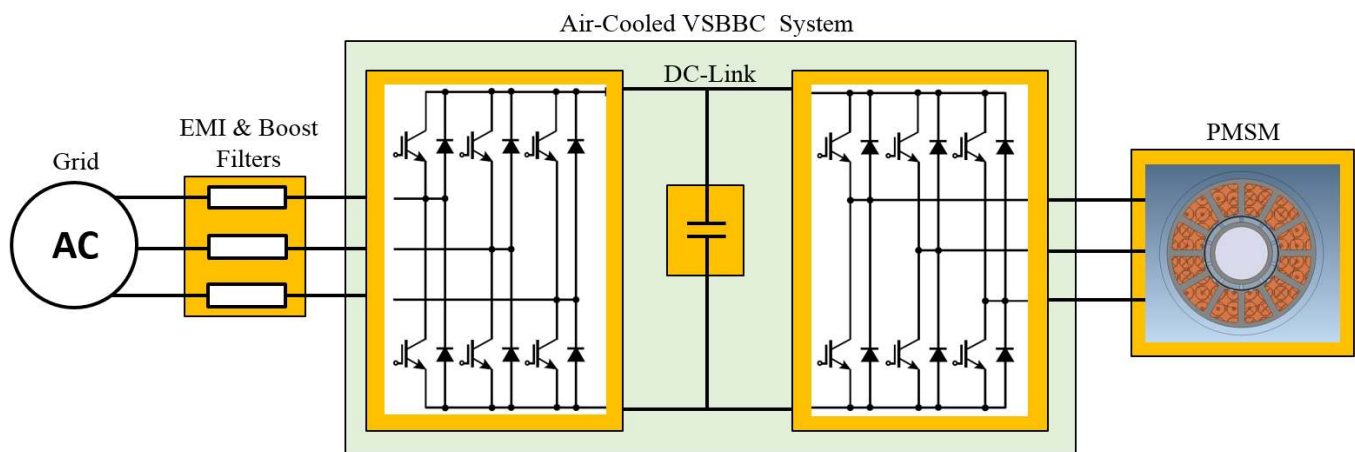 Air-Cooled VSBBC System
DC-Link
EMI & Boost
Filters
Grid
PMSM
AC